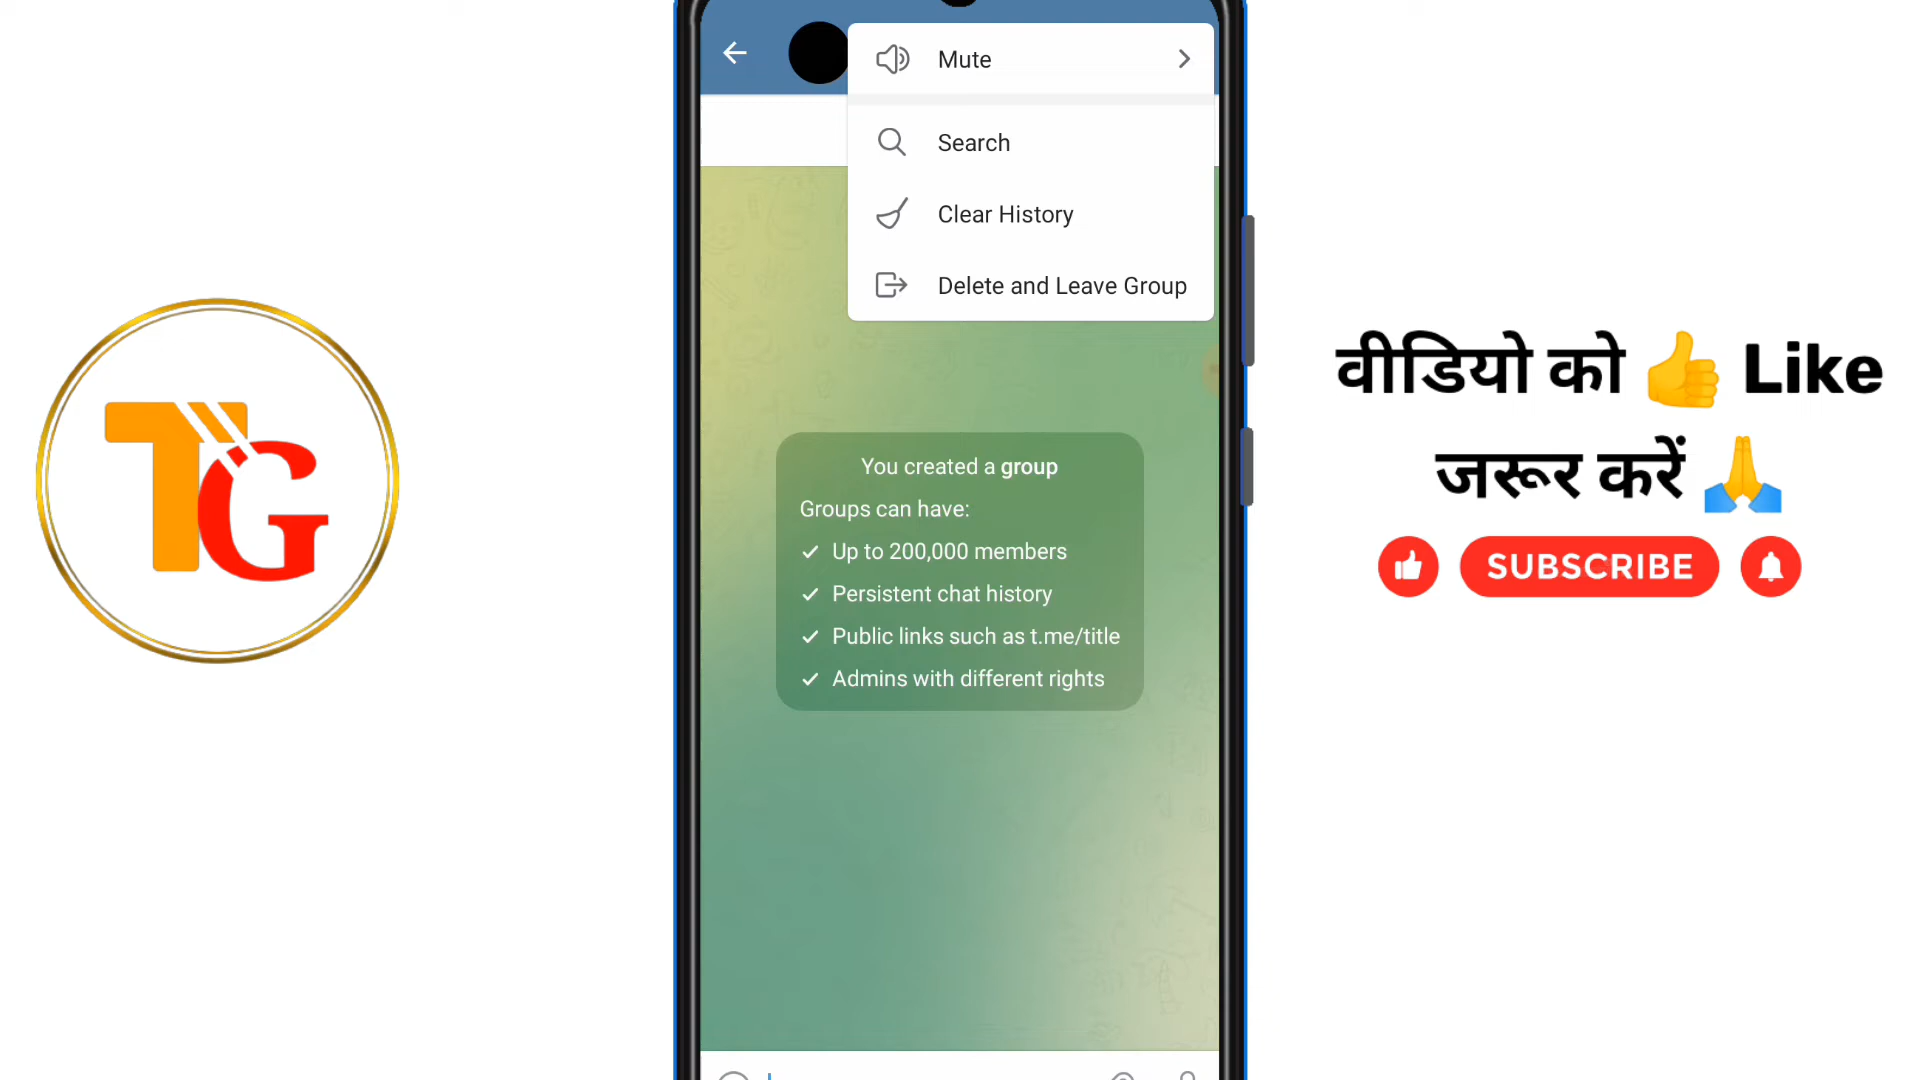 Mute
Search
Clear History
Delete and Leave Group
You created a group
Groups can have:
Up to 200,000 members
Persistent chat history
Public links such as t.me/title
Admins with different rights
TG
वीडियो को 👍 Like
जरूर करें 🙏
SUBSCRIBE